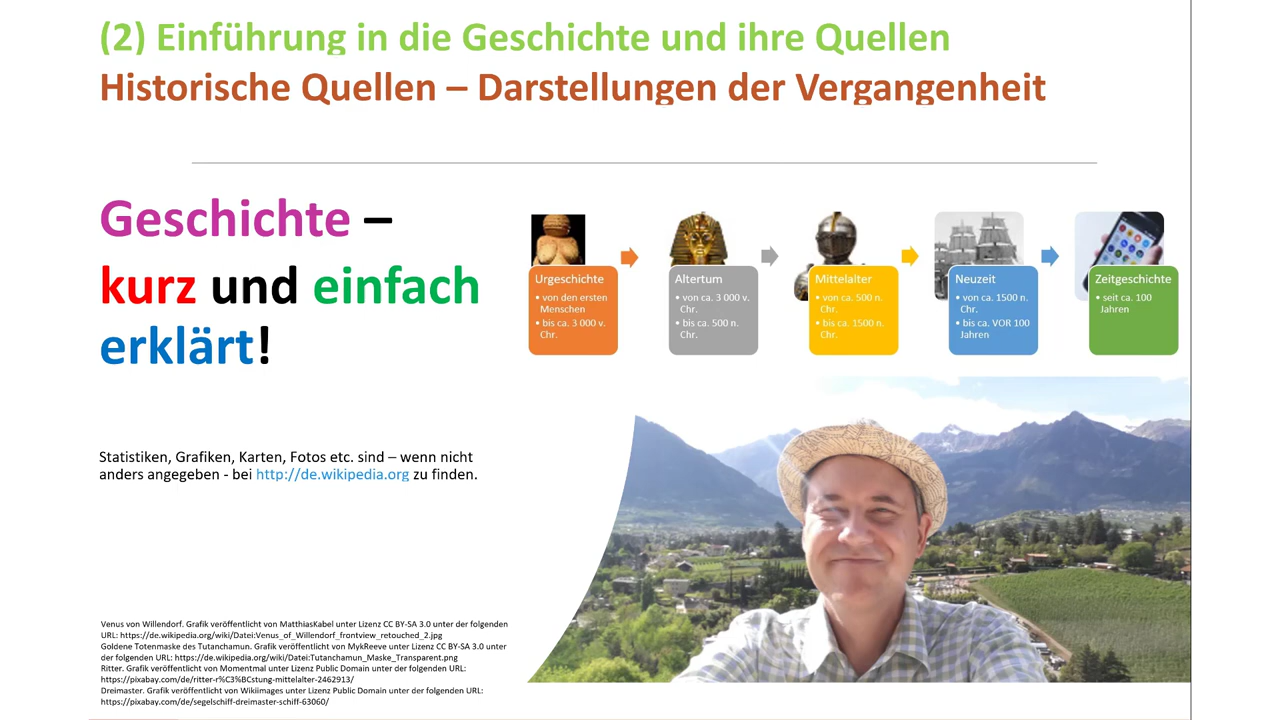 (2) Einführung in die Geschichte und ihre Quellen
Historische Quellen – Darstellungen der Vergangenheit
Geschichte –
kurz und einfach
erklärt!
Urgeschichte
• von den ersten
Menschen
• bis ca. 3 000 v.
Chr.
Altertum
• von ca. 3 000 v.
Chr.
• bis ca. 500 n.
Chr.
Mittelalter
• von ca. 500 n.
Chr.
• bis ca. 1500 n.
Chr.
Neuzeit
• von ca. 1500 n.
Chr.
• bis ca. VOR 100
Jahren
Zeitgeschichte
• seit ca. 100
Jahren
Statistiken, Grafiken, Karten, Fotos etc. sind – wenn nicht
anders angegeben - bei http://de.wikipedia.org zu finden.
Venus von Willendorf. Grafik veröffentlicht von MatthiasKabel unter Lizenz CC BY-SA 3.0 unter der folgenden
URL: https://de.wikipedia.org/wiki/Datei:Venus_of_Willendorf_frontview_retouched_2.jpg
Goldene Totenmaske des Tutanchamun. Grafik veröffentlicht von MykReeve unter Lizenz CC BY-SA 3.0 unter
der folgenden URL: https://de.wikipedia.org/wiki/Datei:Tutanchamun_Maske_Transparent.png
Ritter. Grafik veröffentlicht von Momentmal unter Lizenz Public Domain unter der folgenden URL:
https://pixabay.com/de/ritter-r%C3%BCstung-mittelalter-2462913/
Dreimaster. Grafik veröffentlicht von Wikiimages unter Lizenz Public Domain unter der folgenden URL:
https://pixabay.com/de/segelschiff-dreimaster-schiff-63060/